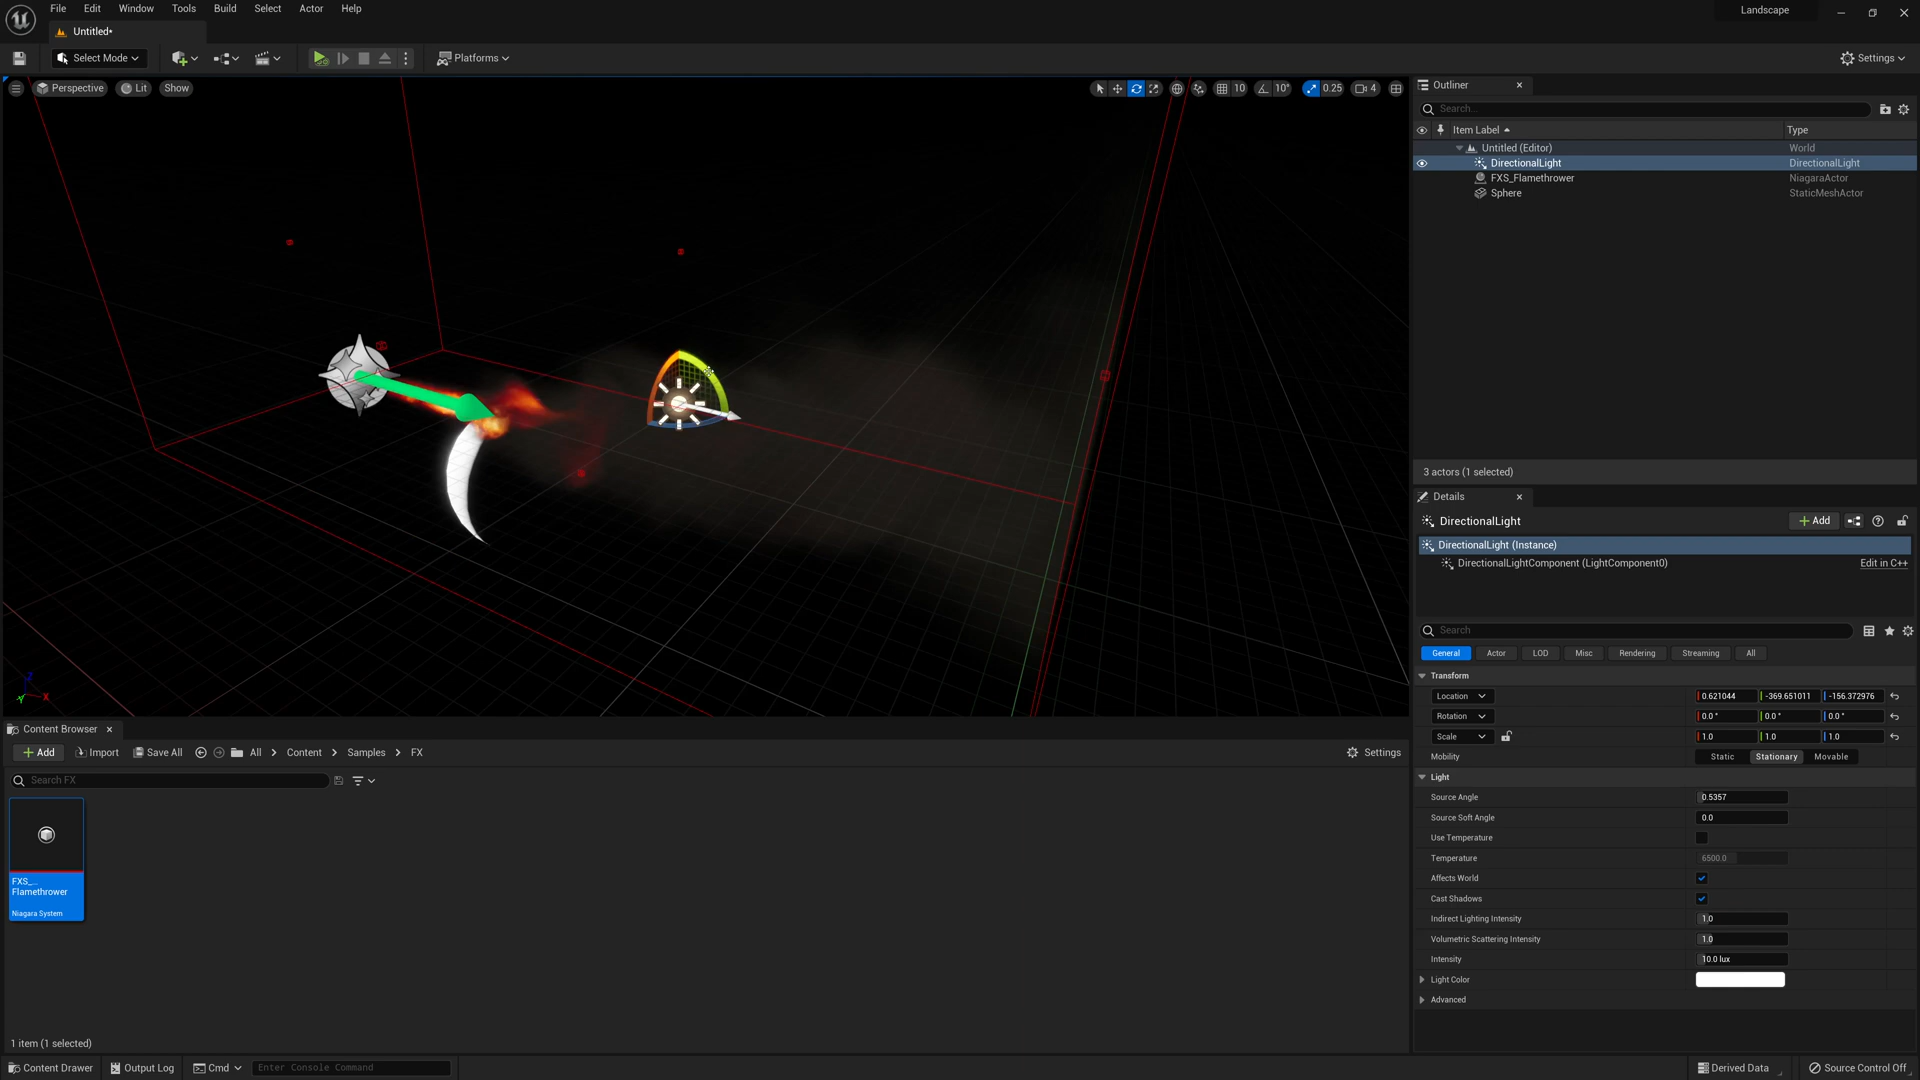 File Edit Window Tools Build Select Actor Help
Landscape
Untitled*
Select Mode
Platforms
Settings
Perspective Lit Show
10 10° 0.25 4
Outliner
Search...
Item Label Type
Untitled (Editor) World
DirectionalLight DirectionalLight
FXS_Flamethrower NiagaraActor
Sphere StaticMeshActor
3 actors (1 selected)
Details
DirectionalLight
Add
DirectionalLight (Instance)
DirectionalLightComponent (LightComponent0) Edit in C++
Search
General Actor LOD Misc Rendering Streaming All
Transform
Location 0.621044 -369.651011 -156.372976
Rotation 0.0 ° 0.0 ° 0.0 °
Scale 1.0 1.0 1.0
Mobility Static Stationary Movable
Light
Source Angle 0.5357
Source Soft Angle 0.0
Use Temperature
Temperature 6500.0
Affects World
Cast Shadows
Indirect Lighting Intensity 1.0
Volumetric Scattering Intensity 1.0
Intensity 10.0 lux
Light Color
Advanced
Z
Y X
Content Browser
Add Import Save All All Content Samples FX Settings
Search FX
FXS_...
Flamethrower
Niagara System
1 item (1 selected)
Content Drawer Output Log Cmd Enter Console Command Derived Data Source Control Off